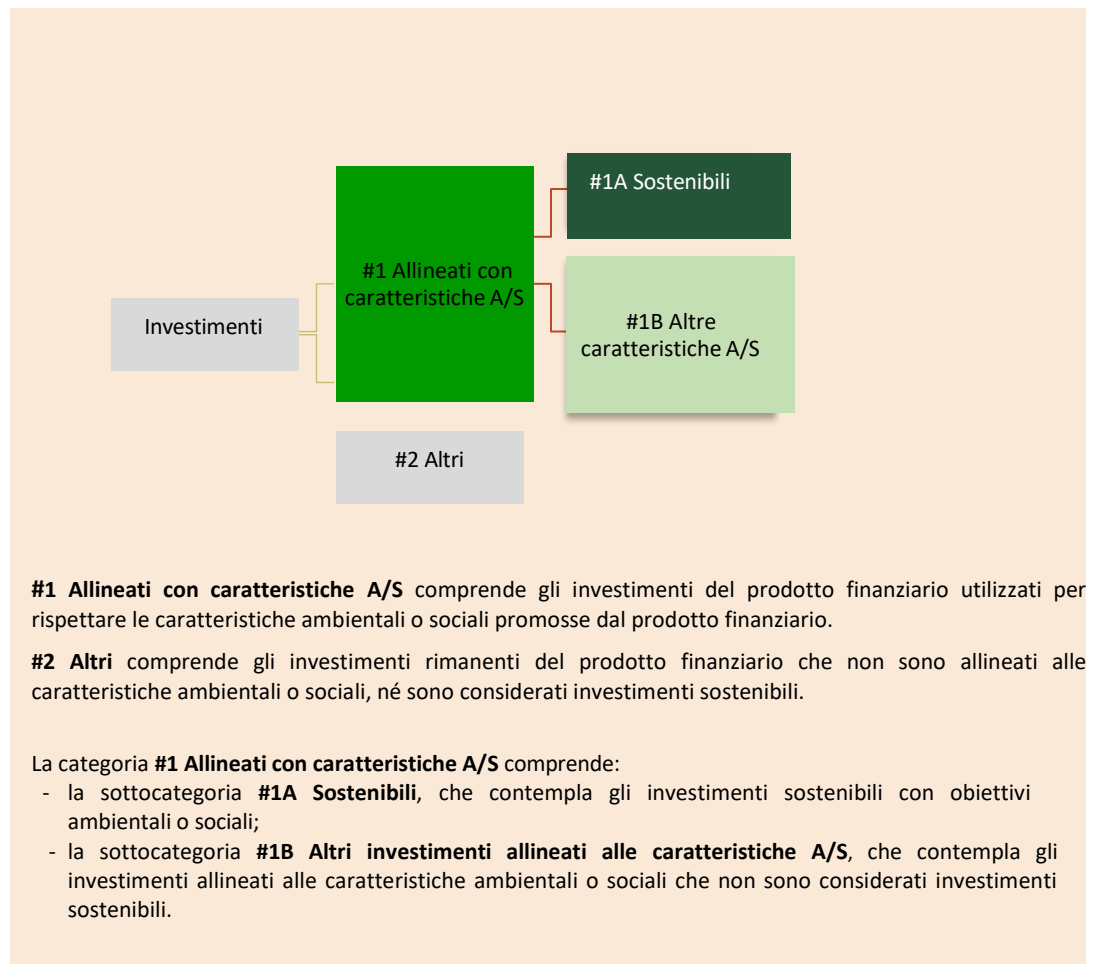 #1A Sostenibili
#1 Allineati con
caratteristiche A/S
Investimenti
#1B Altre
caratteristiche A/S
#2 Altri
#1 Allineati con caratteristiche A/S comprende gli investimenti del prodotto finanziario utilizzati per
rispettare le caratteristiche ambientali o sociali promosse dal prodotto finanziario.
#2 Altri comprende gli investimenti rimanenti del prodotto finanziario che non sono allineati alle
caratteristiche ambientali o sociali, né sono considerati investimenti sostenibili.
La categoria #1 Allineati con caratteristiche A/S comprende:
- la sottocategoria #1A Sostenibili, che contempla gli investimenti sostenibili con obiettivi
ambientali o sociali;
- la sottocategoria #1B Altri investimenti allineati alle caratteristiche A/S, che contempla gli
investimenti allineati alle caratteristiche ambientali o sociali che non sono considerati investimenti
sostenibili.